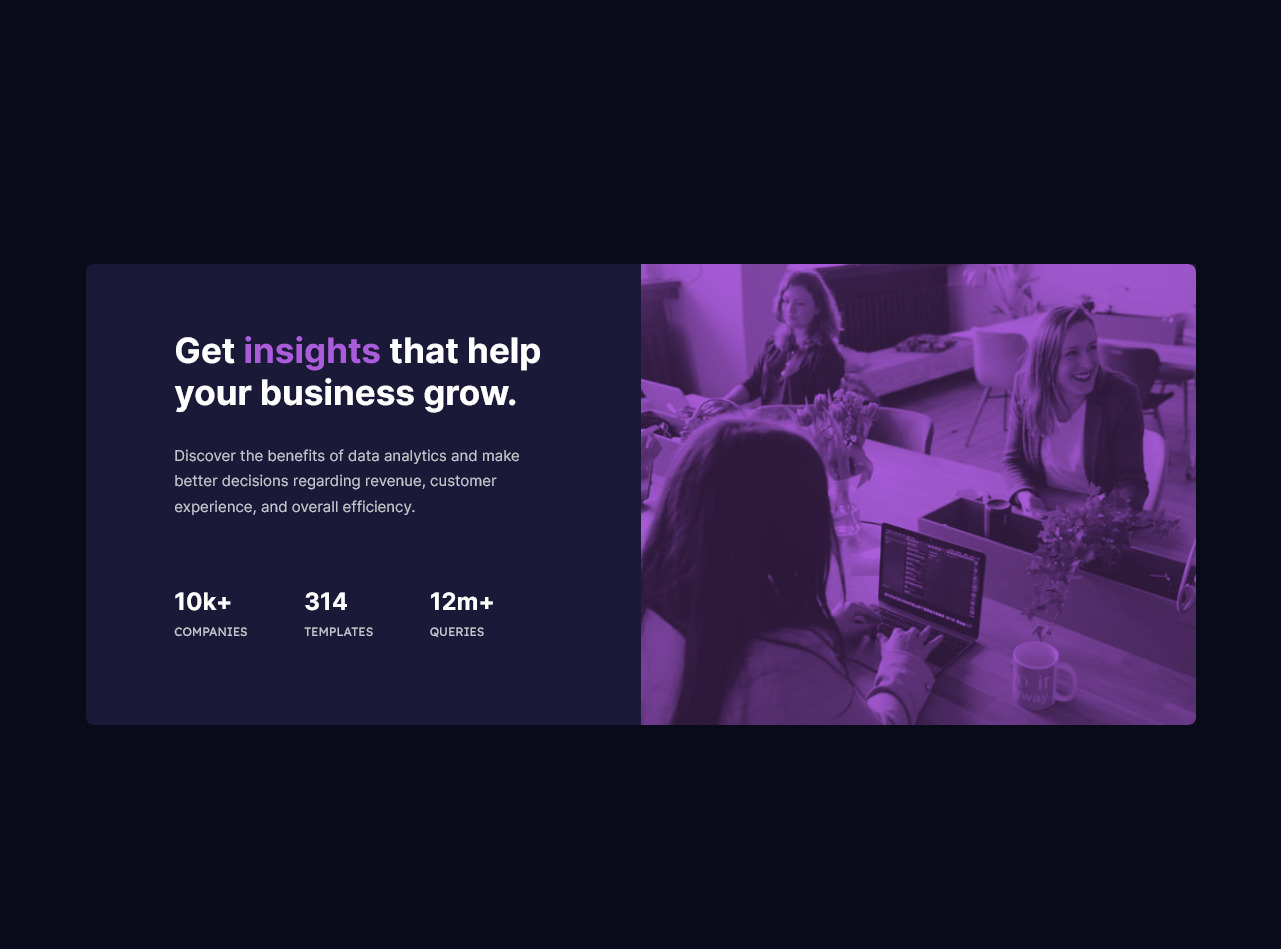 Get insights that help
your business grow.
Discover the benefits of data analytics and make
better decisions regarding revenue, customer
experience, and overall efficiency.
10k+ 314 12m+
COMPANIES TEMPLATES QUERIES